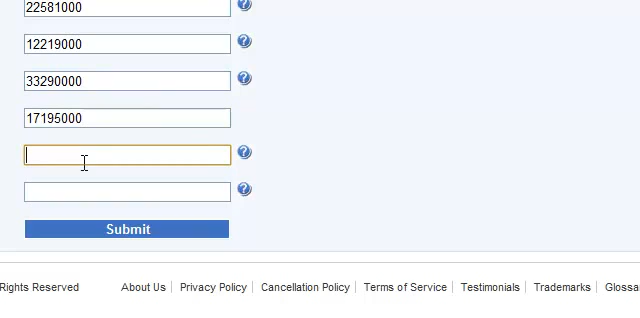 22581000
12219000
33290000
17195000
Submit
Rights Reserved About Us Privacy Policy Cancellation Policy Terms of Service Testimonials Trademarks Glossa